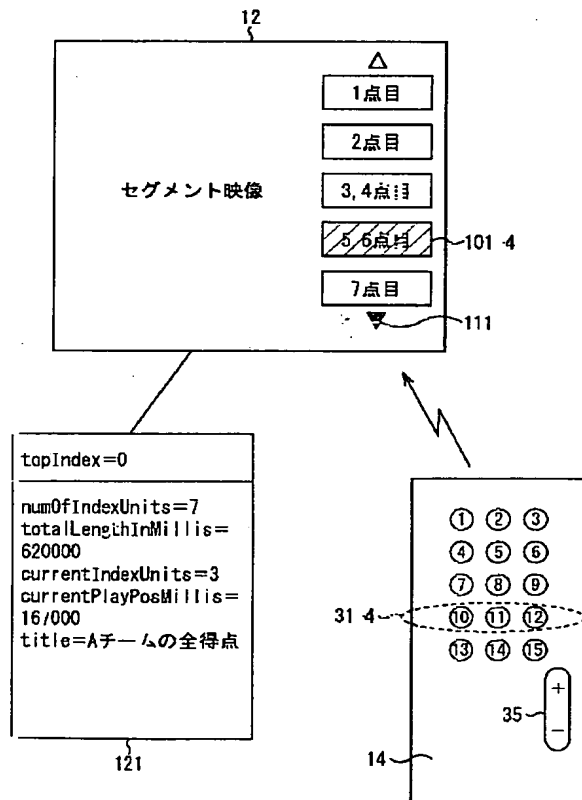 12
△
1点目
2点目
セグメント映像
3,4点目
5 6点目
101-4
7点目
111
topIndex=0
numOfIndexUnits=7
totalLengthInMillis=
620000
currentIndexUnits=3
currentPlayPosMillis=
16/000
title=Aチームの全得点
121
① ② ③
④ ⑤ ⑥
⑦ ⑧ ⑨
31-4
⑩ ⑪ ⑫
⑬ ⑭ ⑮
+
35
−
14